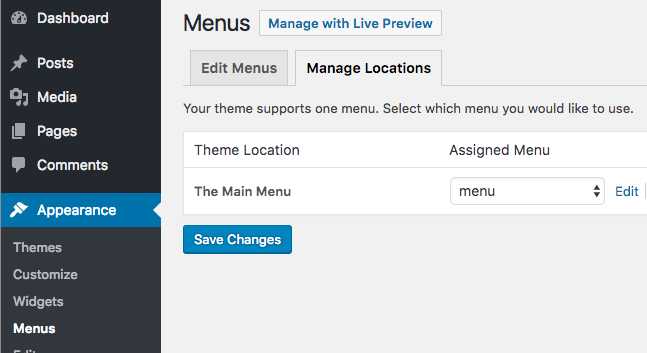 Dashboard
Posts
Media
Pages
Comments
Appearance
Themes
Customize
Widgets
Menus
Menus Manage with Live Preview
Edit Menus Manage Locations
Your theme supports one menu. Select which menu you would like to use.
Theme Location Assigned Menu
The Main Menu menu Edit
Save Changes